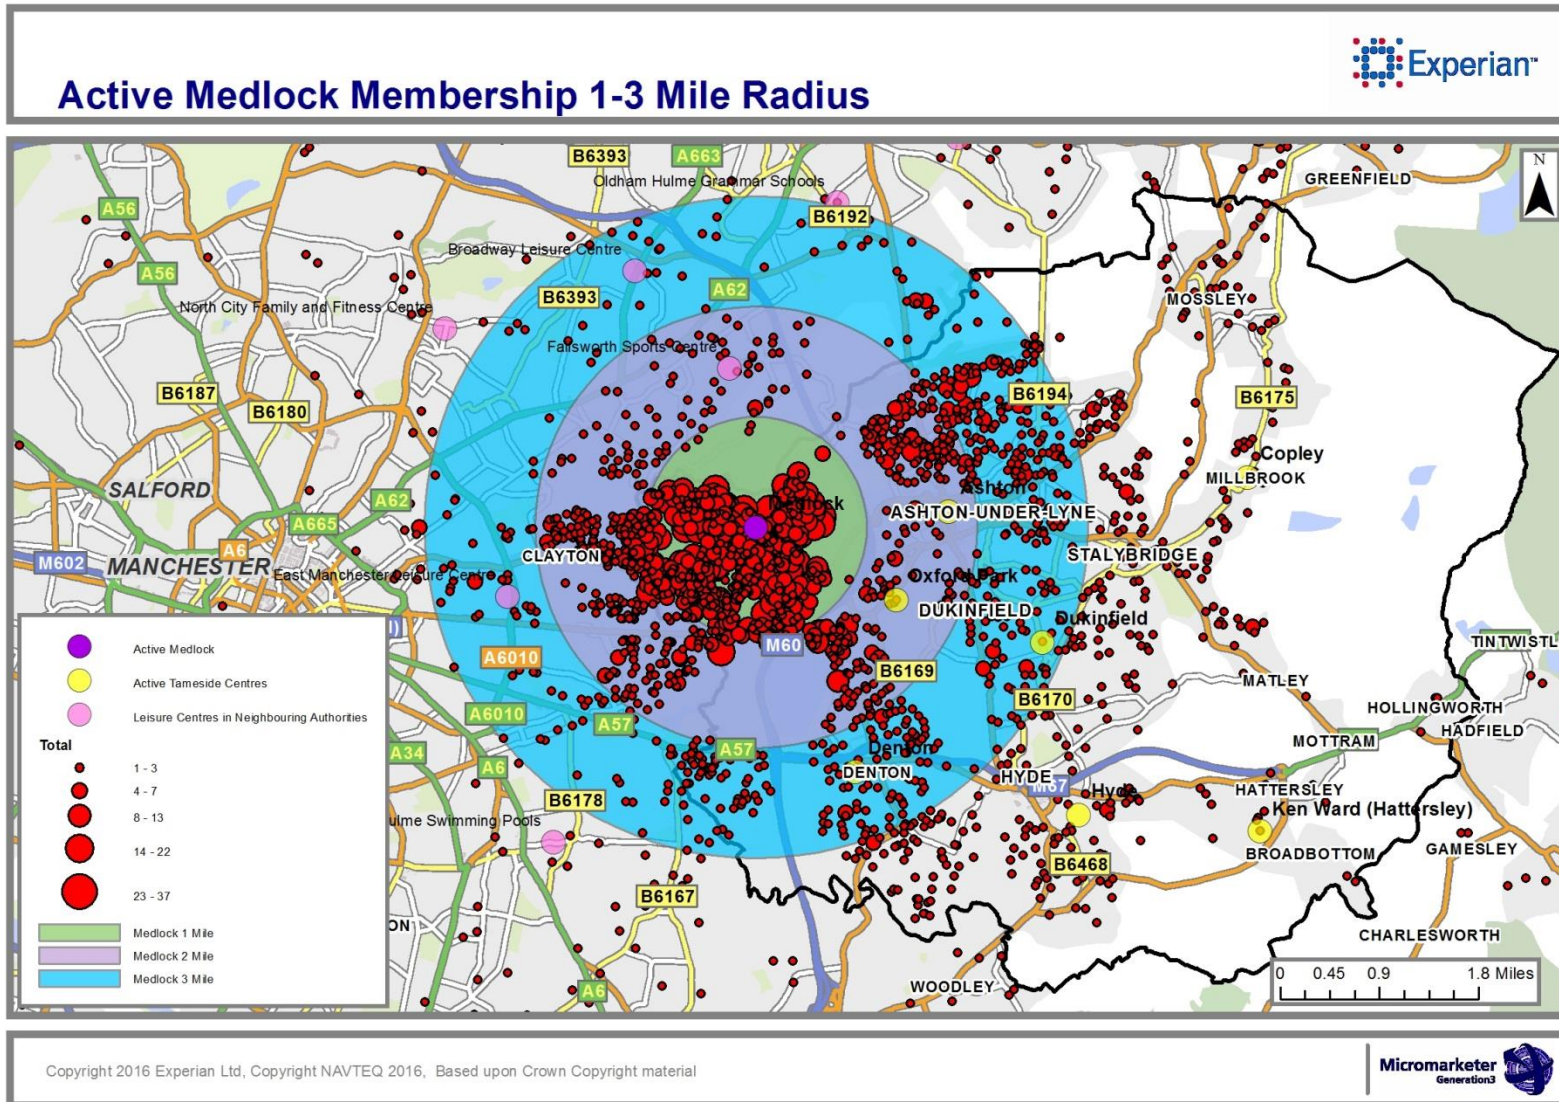 Active Medlock Membership 1-3 Mile Radius
Experian™
N
B6393
A663
Oldham Hulme Grammar Schools
GREENFIELD
A56
B6192
Broadway Leisure Centre
A56
B6393
A62
MOSSLEY
North City Family and Fitness Centre
Failsworth Sports Centre
B6187
B6180
B6194
B6175
Copley
MILLBROOK
SALFORD
A62
Ashton
Medlock
ASHTON-UNDER-LYNE
A665
A6
CLAYTON
STALYBRIDGE
M602
MANCHESTER
East Manchester Leisure Centre
Oxford Park
DUKINFIELD
Dukinfield
M60
TINTWISTL
A6010
B6169
MATLEY
B6170
HOLLINGWORTH
A6010
A57
HADFIELD
MOTTRAM
A34
A57
Denton
A6
DENTON
HYDE
M67
HATTERSLEY
Hyde
B6178
Ken Ward (Hattersley)
ulme Swimming Pools
BROADBOTTOM
GAMESLEY
B6468
B6167
ON
CHARLESWORTH
WOODLEY
A6
0 0.45 0.9 1.8 Miles
Active Medlock
Active Tameside Centres
Leisure Centres in Neighbouring Authorities
Total
1 - 3
4 - 7
8 - 13
14 - 22
23 - 37
Medlock 1 Mile
Medlock 2 Mile
Medlock 3 Mile
Copyright 2016 Experian Ltd, Copyright NAVTEQ 2016, Based upon Crown Copyright material
Micromarketer
Generation3